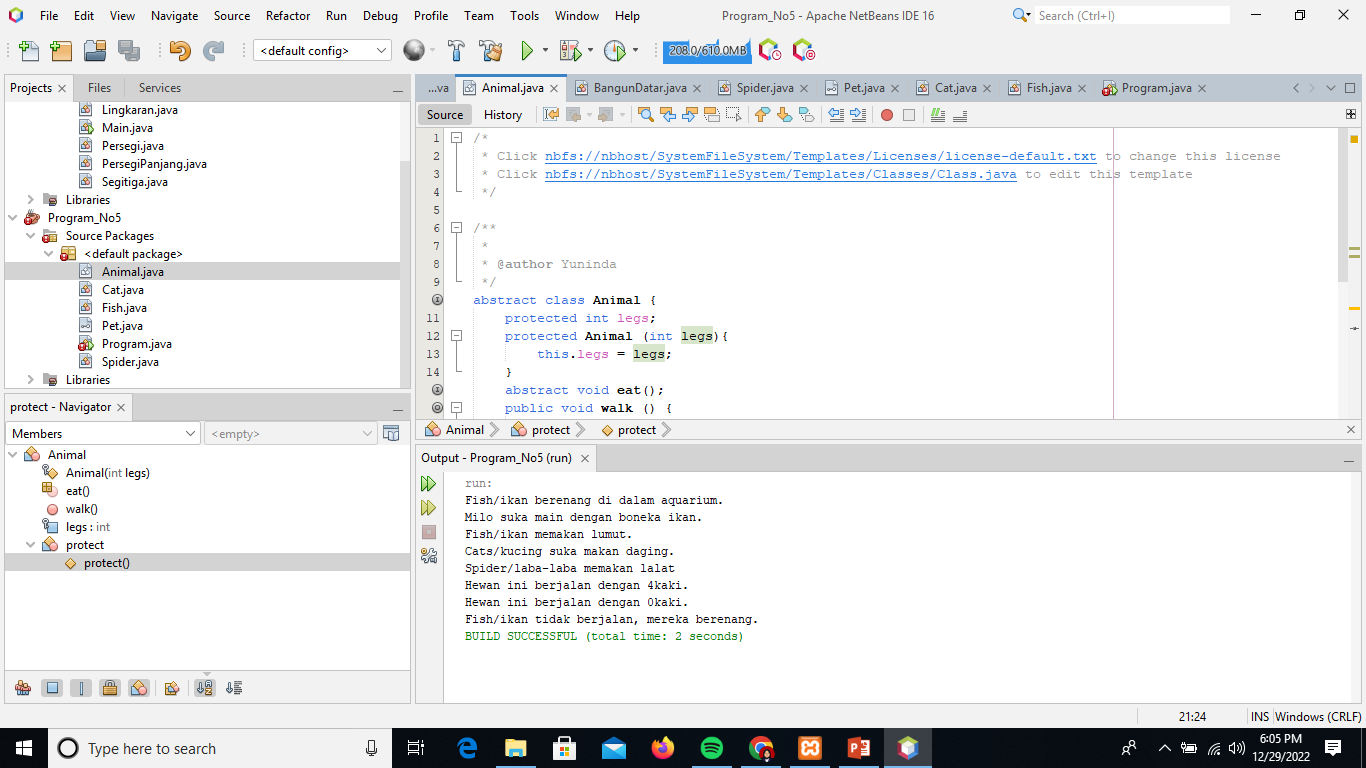 File Edit View Navigate Source Refactor Run Debug Profile Team Tools Window Help
Program_No5 - Apache NetBeans IDE 16
Search (Ctrl+I)
<default config>
208.0/610.0MB
Projects Files Services
Lingkaran.java
Main.java
Persegi.java
PersegiPanjang.java
Segitiga.java
Libraries
Program_No5
Source Packages
<default package>
Animal.java
Cat.java
Fish.java
Pet.java
Program.java
Spider.java
Libraries
protect - Navigator
Members <empty>
Animal
Animal(int legs)
eat()
walk()
legs : int
protect
protect()
...va Animal.java BangunDatar.java Spider.java Pet.java Cat.java Fish.java Program.java
Source History
1 /*
2 * Click nbfs://nbhost/SystemFileSystem/Templates/Licenses/license-default.txt to change this license
3 * Click nbfs://nbhost/SystemFileSystem/Templates/Classes/Class.java to edit this template
4 */
5
6 /**
7 *
8 * @author Yuninda
9 */
abstract class Animal {
11 protected int legs;
12 protected Animal (int legs){
13 this.legs = legs;
14 }
abstract void eat();
public void walk () {
Animal protect protect
Output - Program_No5 (run)
run:
Fish/ikan berenang di dalam aquarium.
Milo suka main dengan boneka ikan.
Fish/ikan memakan lumut.
Cats/kucing suka makan daging.
Spider/laba-laba memakan lalat
Hewan ini berjalan dengan 4kaki.
Hewan ini berjalan dengan 0kaki.
Fish/ikan tidak berjalan, mereka berenang.
BUILD SUCCESSFUL (total time: 2 seconds)
21:24 INS Windows (CRLF)
Type here to search
6:05 PM
12/29/2022